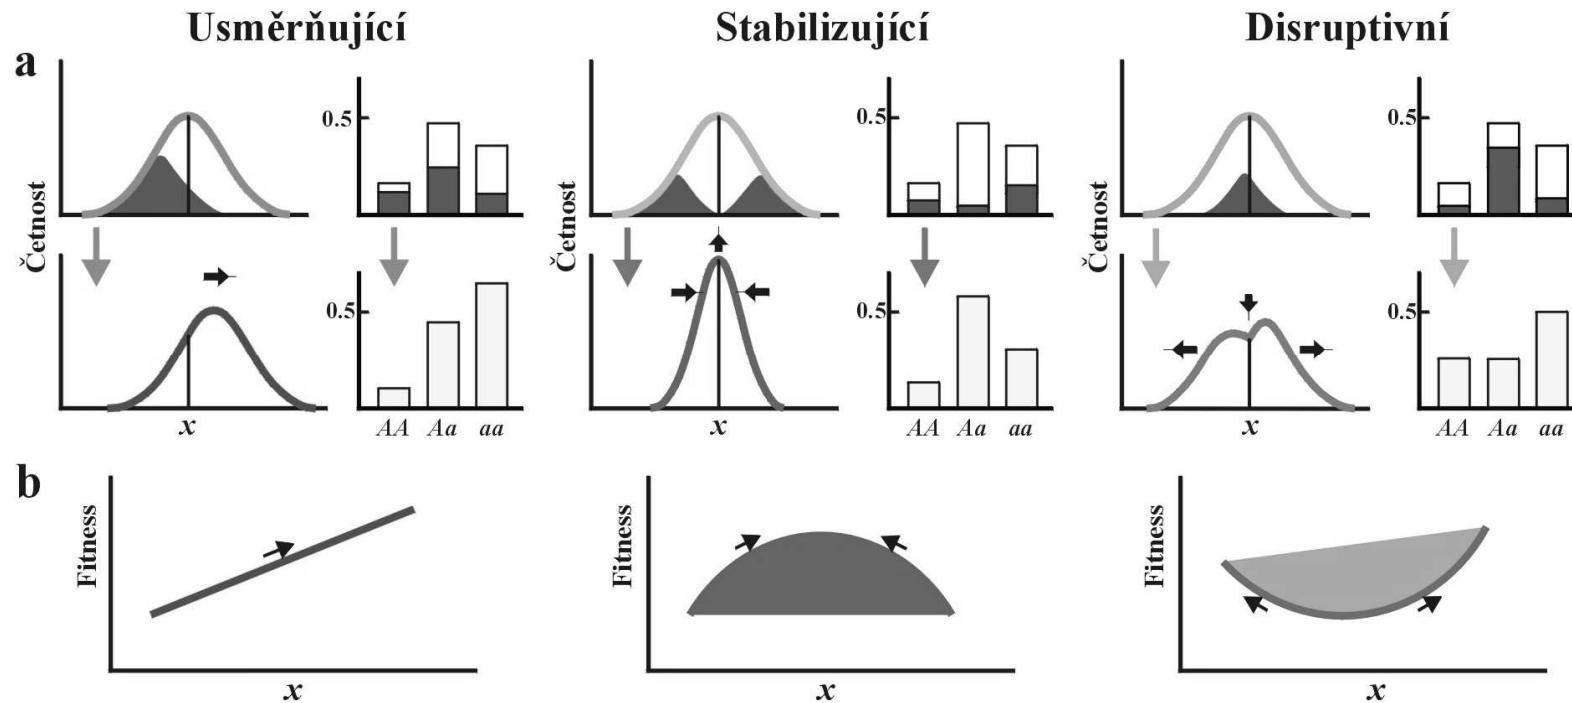 Usměrňující Stabilizující Disruptivní
a
Četnost 0.5 Četnost 0.5 Četnost 0.5
0.5 0.5 0.5
x AA Aa aa x AA Aa aa x AA Aa aa
b
Fitness Fitness Fitness
x x x